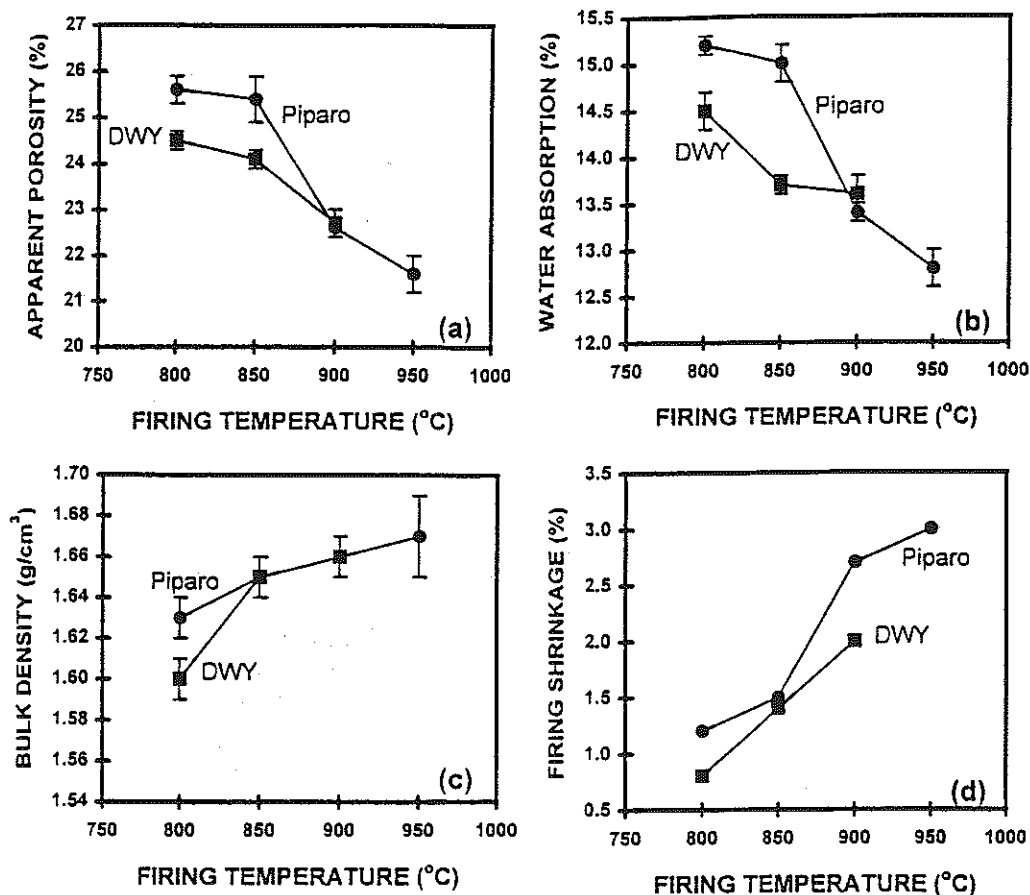 APPARENT POROSITY (%)
27
26
25
24
23
22
21
20
DWY
Piparo
(a)
750 800 850 900 950 1000
FIRING TEMPERATURE (°C)
WATER ABSORPTION (%)
15.5
15.0
14.5
14.0
13.5
13.0
12.5
12.0
Piparo
DWY
(b)
750 800 850 900 950 1000
FIRING TEMPERATURE (°C)
BULK DENSITY (g/cm³)
1.70
1.68
1.66
1.64
1.62
1.60
1.58
1.56
1.54
Piparo
DWY
(c)
750 800 850 900 950 1000
FIRING TEMPERATURE (°C)
FIRING SHRINKAGE (%)
3.5
3.0
2.5
2.0
1.5
1.0
0.5
Piparo
DWY
(d)
750 800 850 900 950 1000
FIRING TEMPERATURE (°C)